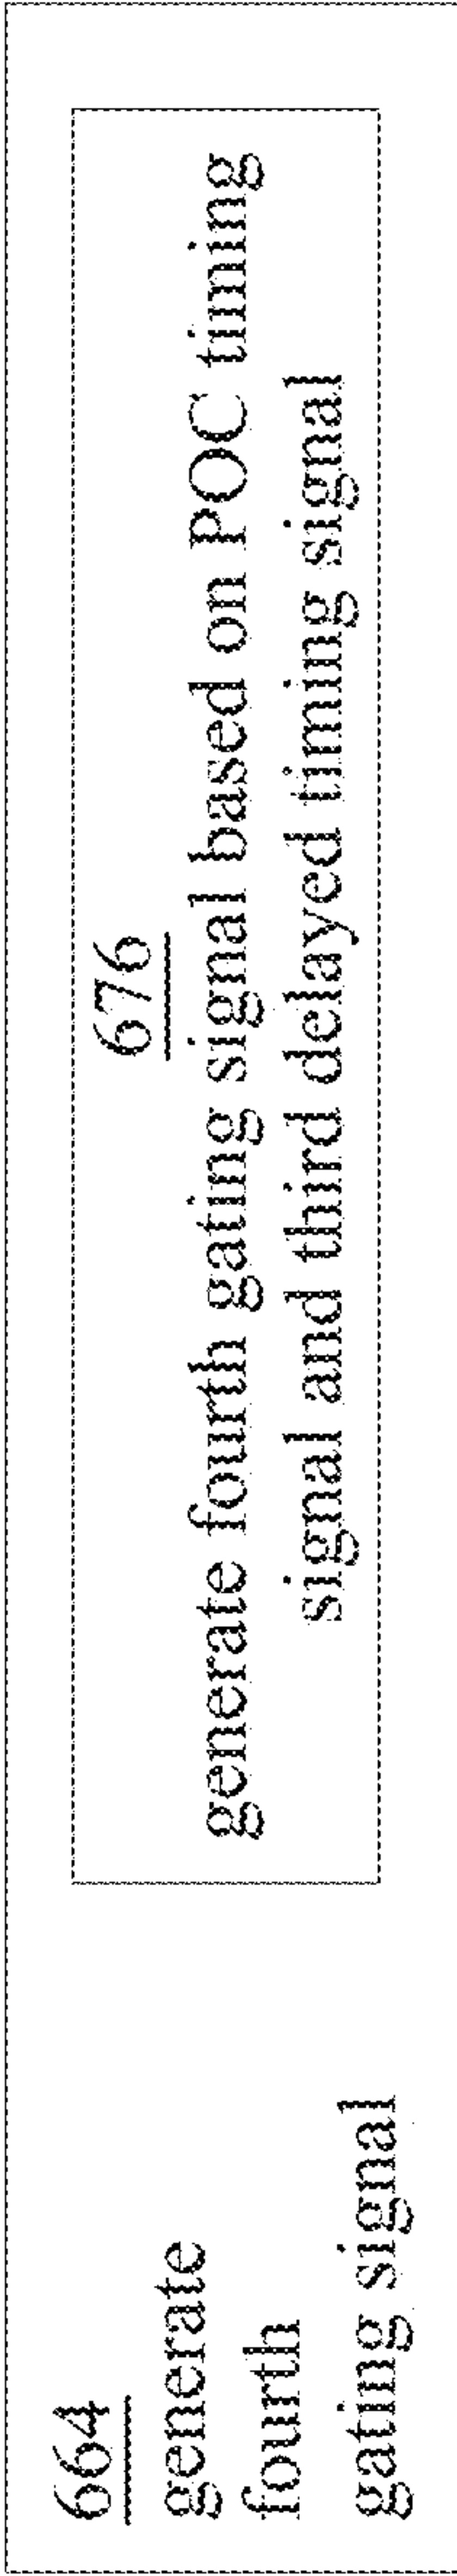 664
generate
fourth
gating signal
676
generate fourth gating signal based on POC timing
signal and third delayed timing signal